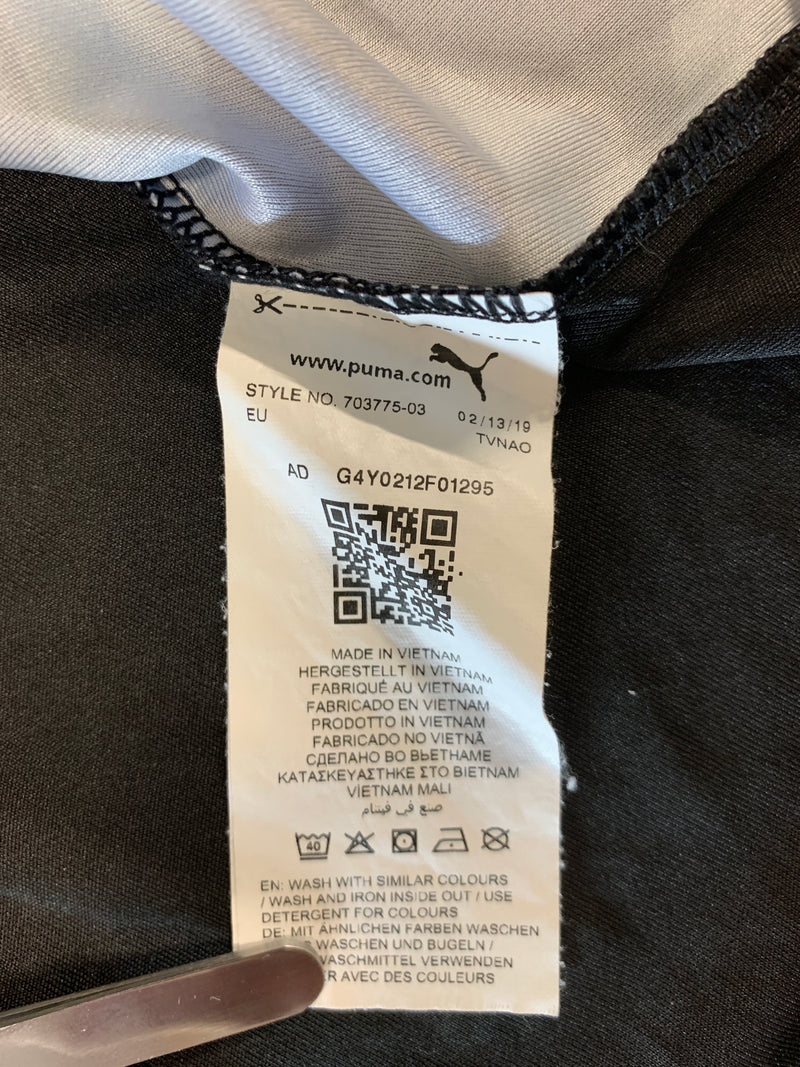 www.puma.com
STYLE NO. 703775-03 02/13/19
EU TVNAO
AD G4Y0212F01295
MADE IN VIETNAM
HERGESTELLT IN VIETNAM
FABRIQUÉ AU VIETNAM
FABRICADO EN VIETNAM
PRODOTTO IN VIETNAM
FABRICADO NO VIETNÃ
СДЕЛАНО ВО ВЬЕТНАМЕ
ΚΑΤΑΣΚΕΥΑΣΤΗΚΕ ΣΤΟ ΒΙΕΤΝΑΜ
VİETNAM MALI
صنع في فيتنام
40
EN: WASH WITH SIMILAR COLOURS
/ WASH AND IRON INSIDE OUT / USE
DETERGENT FOR COLOURS
DE: MIT ÄHNLICHEN FARBEN WASCHEN
WASCHEN UND BÜGELN /
WASCHMITTEL VERWENDEN
AVEC DES COULEURS